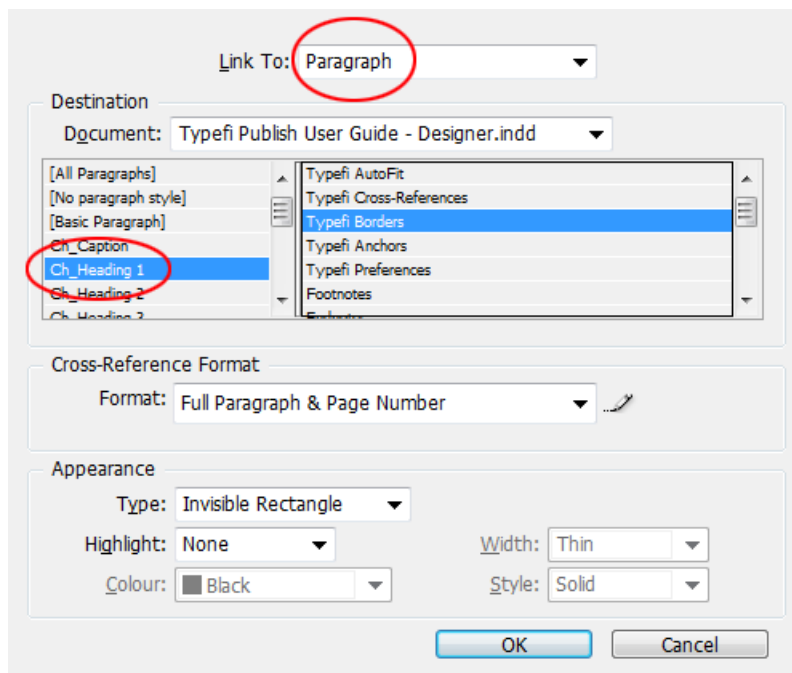 Link To: Paragraph
Destination
Document: Typefi Publish User Guide - Designer.indd
[All Paragraphs]
[No paragraph style]
[Basic Paragraph]
Ch_Caption
Ch_Heading 1
Ch_Heading 2
Ch_Heading 3
Typefi AutoFit
Typefi Cross-References
Typefi Borders
Typefi Anchors
Typefi Preferences
Footnotes
Cross-Reference Format
Format: Full Paragraph & Page Number
Appearance
Type: Invisible Rectangle
Highlight: None
Width: Thin
Colour: Black
Style: Solid
OK
Cancel